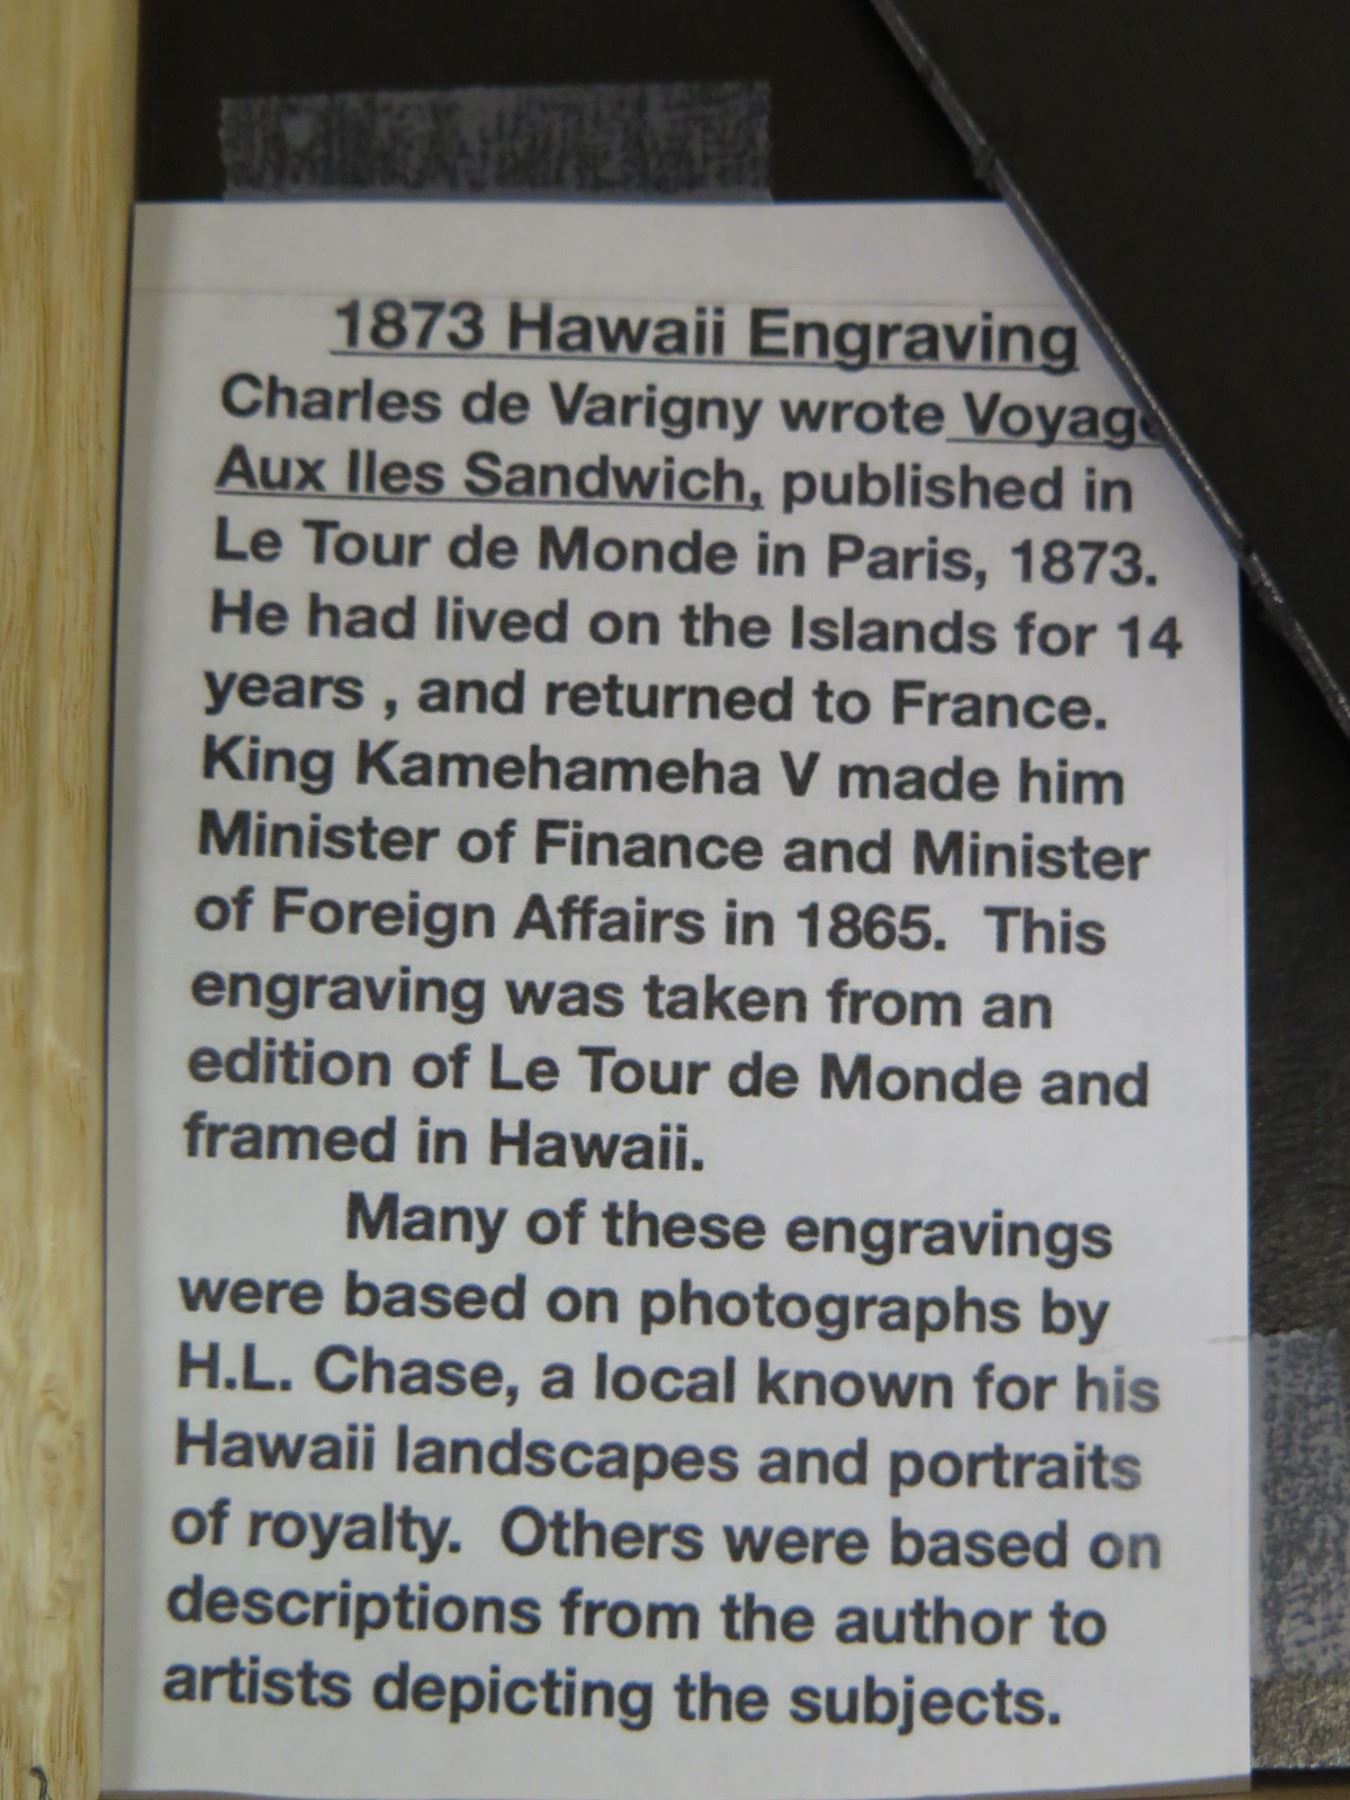 1873 Hawaii Engraving
Charles de Varigny wrote Voyage
Aux Iles Sandwich, published in
Le Tour de Monde in Paris, 1873.
He had lived on the Islands for 14
years , and returned to France.
King Kamehameha V made him
Minister of Finance and Minister
of Foreign Affairs in 1865.  This
engraving was taken from an
edition of Le Tour de Monde and
framed in Hawaii.
Many of these engravings
were based on photographs by
H.L. Chase, a local known for his
Hawaii landscapes and portraits
of royalty.  Others were based on
descriptions from the author to
artists depicting the subjects.